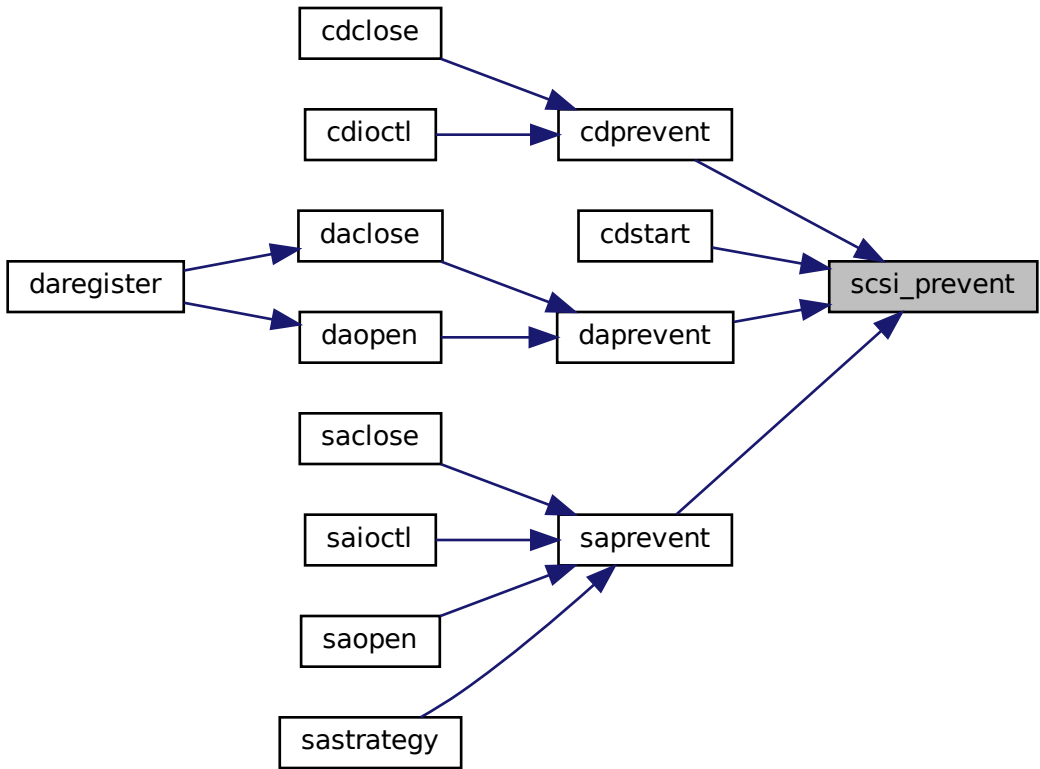 cdclose
cdioctl
cdprevent
daclose
cdstart
daregister
scsi_prevent
daopen
daprevent
saclose
saioctl
saprevent
saopen
sastrategy